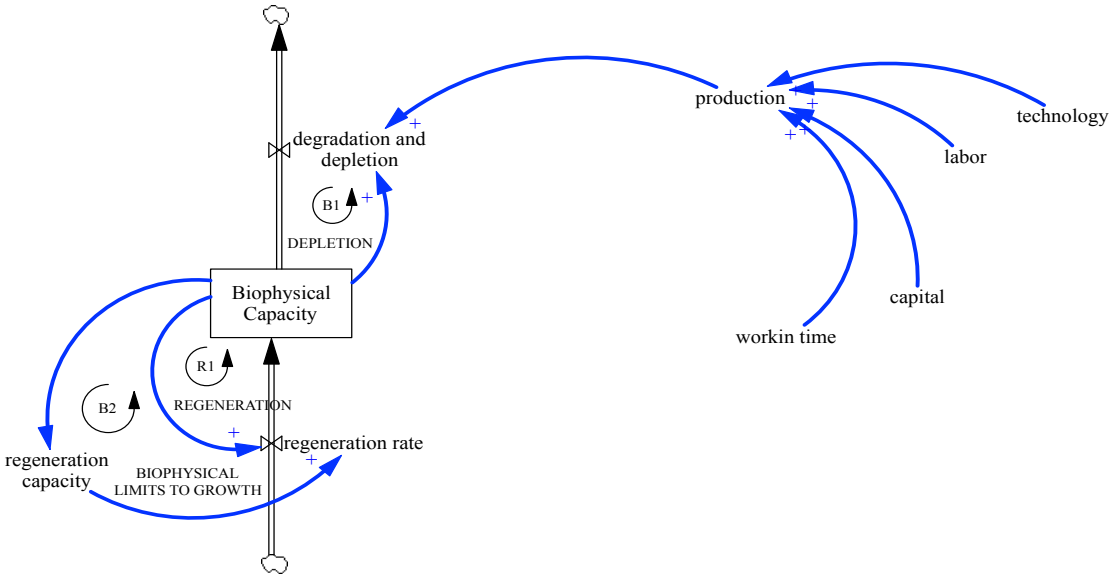 production
technology
+
+
+
degradation and
depletion
+
+
labor
B1
+
DEPLETION
Biophysical
Capacity
capital
workin time
R1
REGENERATION
B2
+
regeneration rate
regeneration
capacity
+
BIOPHYSICAL
LIMITS TO GROWTH